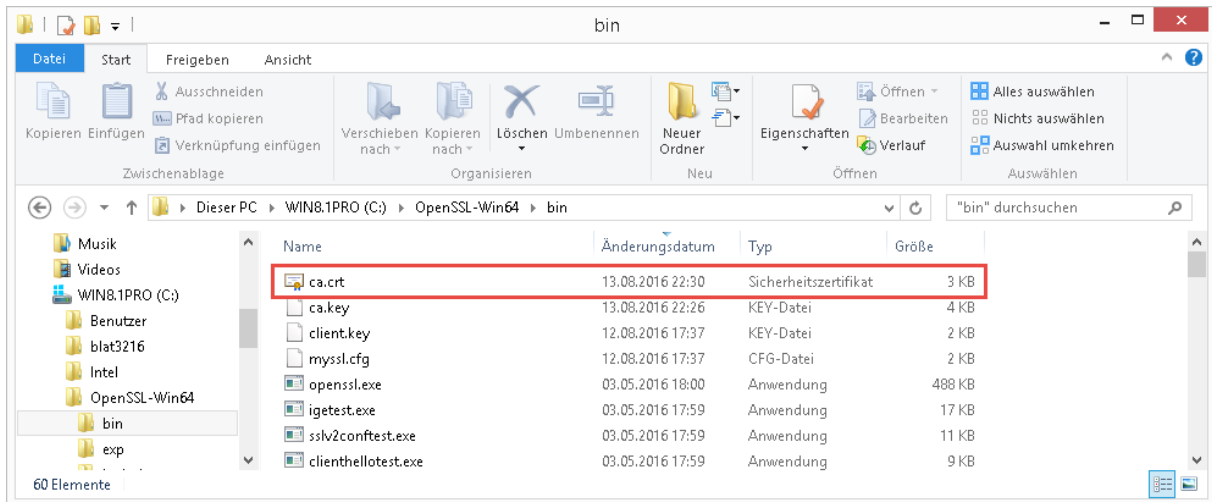 bin
Datei Start Freigeben Ansicht
Kopieren Einfügen
Ausschneiden
Pfad kopieren
Verknüpfung einfügen
Zwischenablage
Verschieben nach
Kopieren nach
Löschen Umbenennen
Organisieren
Neuer Ordner
Neu
Eigenschaften
Öffnen
Bearbeiten
Verlauf
Öffnen
Alles auswählen
Nichts auswählen
Auswahl umkehren
Auswählen
Dieser PC WIN8.1PRO (C:) OpenSSL-Win64 bin
"bin" durchsuchen
Musik
Videos
WIN8.1PRO (C:)
Benutzer
blat3216
Intel
OpenSSL-Win64
bin
exp
Name Änderungsdatum Typ Größe
ca.crt 13.08.2016 22:30 Sicherheitszertifikat 3 KB
ca.key 13.08.2016 22:26 KEY-Datei 4 KB
client.key 12.08.2016 17:37 KEY-Datei 2 KB
myssl.cfg 12.08.2016 17:37 CFG-Datei 2 KB
openssl.exe 03.05.2016 18:00 Anwendung 488 KB
igetest.exe 03.05.2016 17:59 Anwendung 17 KB
sslv2conftest.exe 03.05.2016 17:59 Anwendung 11 KB
clienthellotest.exe 03.05.2016 17:59 Anwendung 9 KB
60 Elemente